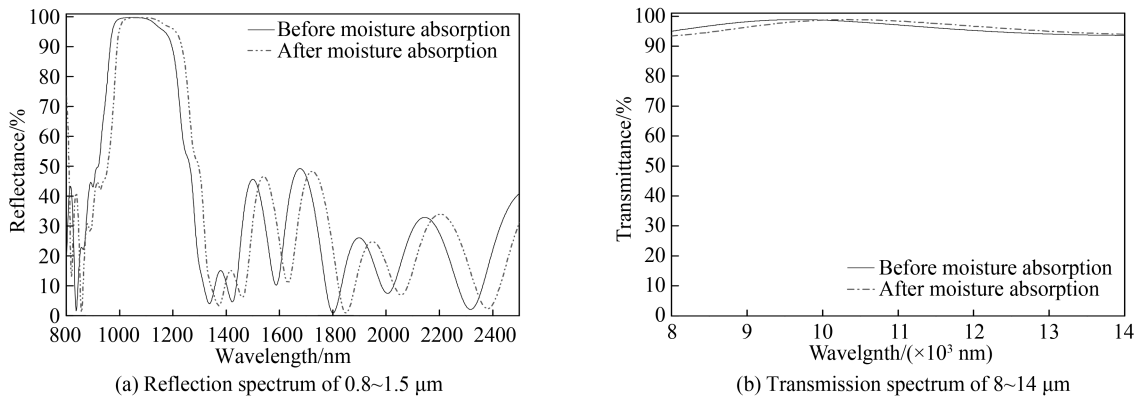 100
90
80
70
60
50
40
30
20
10
0
Reflectance/%
Before moisture absorption
After moisture absorption
800 1000 1200 1400 1600 1800 2000 2200 2400
Wavelength/nm
(a) Reflection spectrum of 0.8~1.5 μm
100
90
80
70
60
50
40
30
20
10
0
Transmittance/%
Before moisture absorption
After moisture absorption
8 9 10 11 12 13 14
Wavelgnth/(×10³ nm)
(b) Transmission spectrum of 8~14 μm